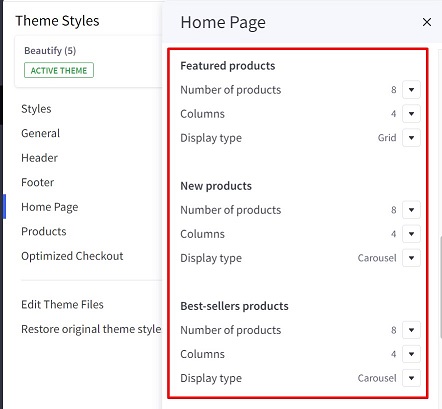 Theme Styles
Beautify (5)
ACTIVE THEME
Styles
General
Header
Footer
Home Page
Products
Optimized Checkout
Edit Theme Files
Restore original theme style
Home Page
Featured products
Number of products 8
Columns 4
Display type Grid
New products
Number of products 8
Columns 4
Display type Carousel
Best-sellers products
Number of products 8
Columns 4
Display type Carousel